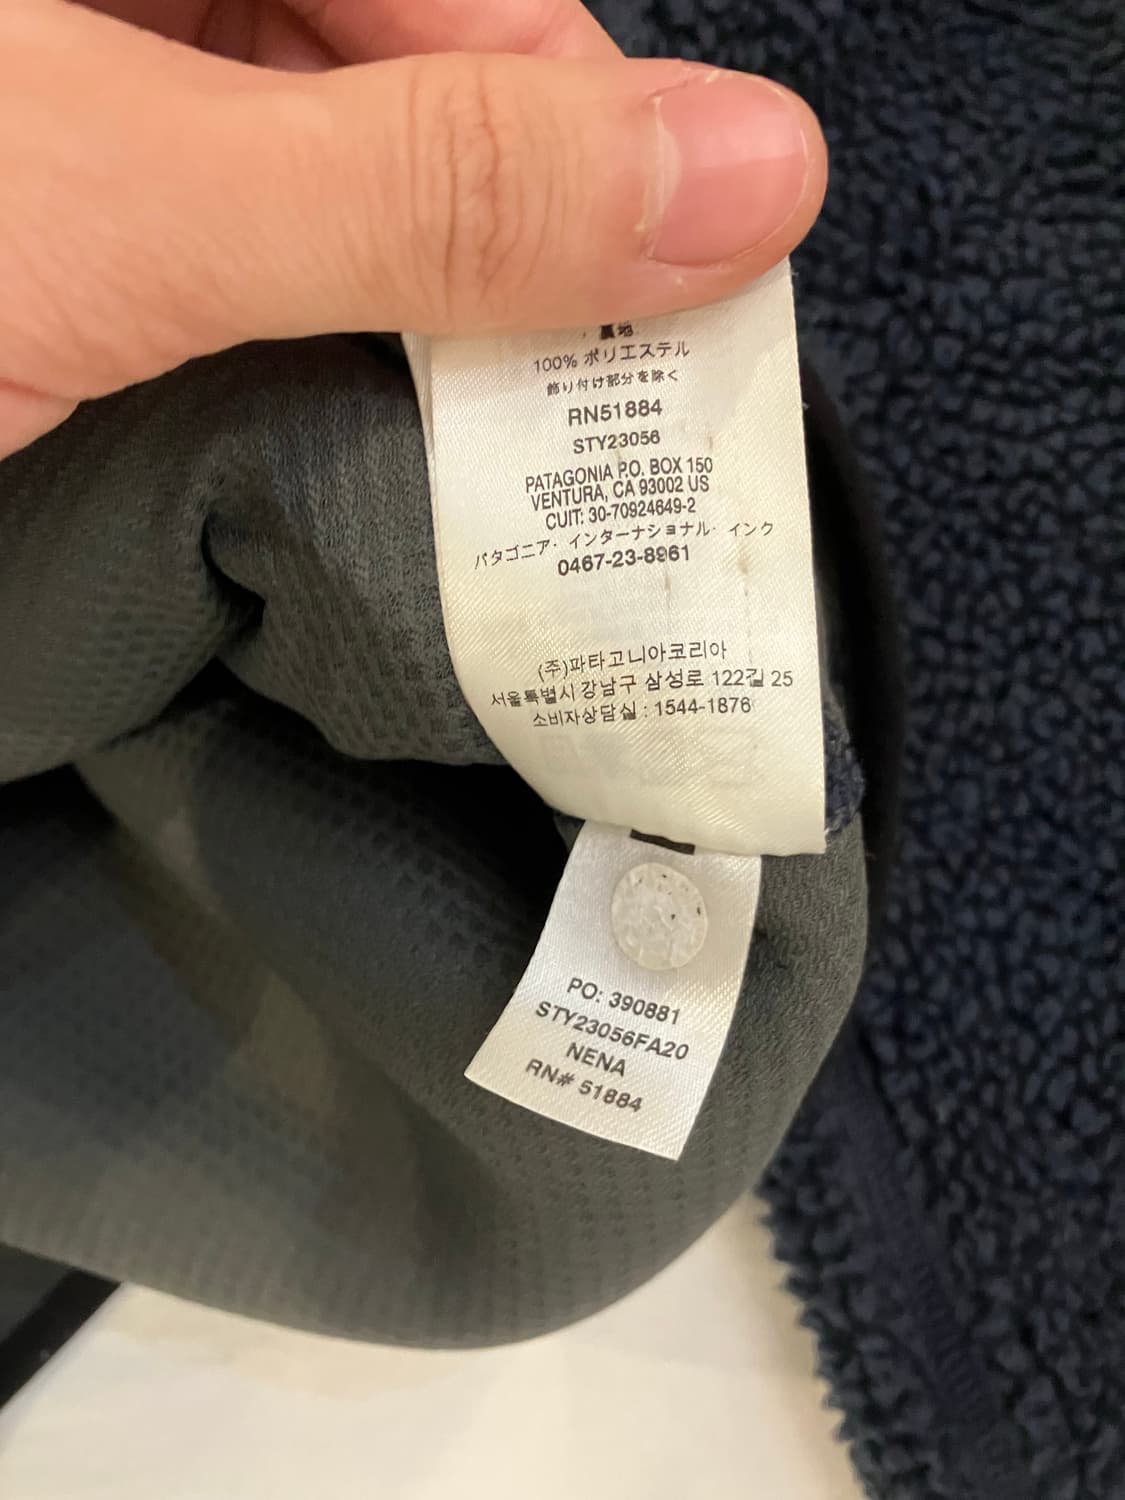 裏地
100% ポリエステル
飾り付け部分を除く
RN51884
STY23056
PATAGONIA P.O. BOX 150
VENTURA, CA 93002 US
CUIT: 30-70924649-2
パタゴニア・インターナショナル・インク
0467-23-8961
(주)파타고니아코리아
서울특별시 강남구 삼성로 122길 25
소비자상담실 : 1544-1876
PO: 390881
STY23056FA20
NENA
RN# 51884